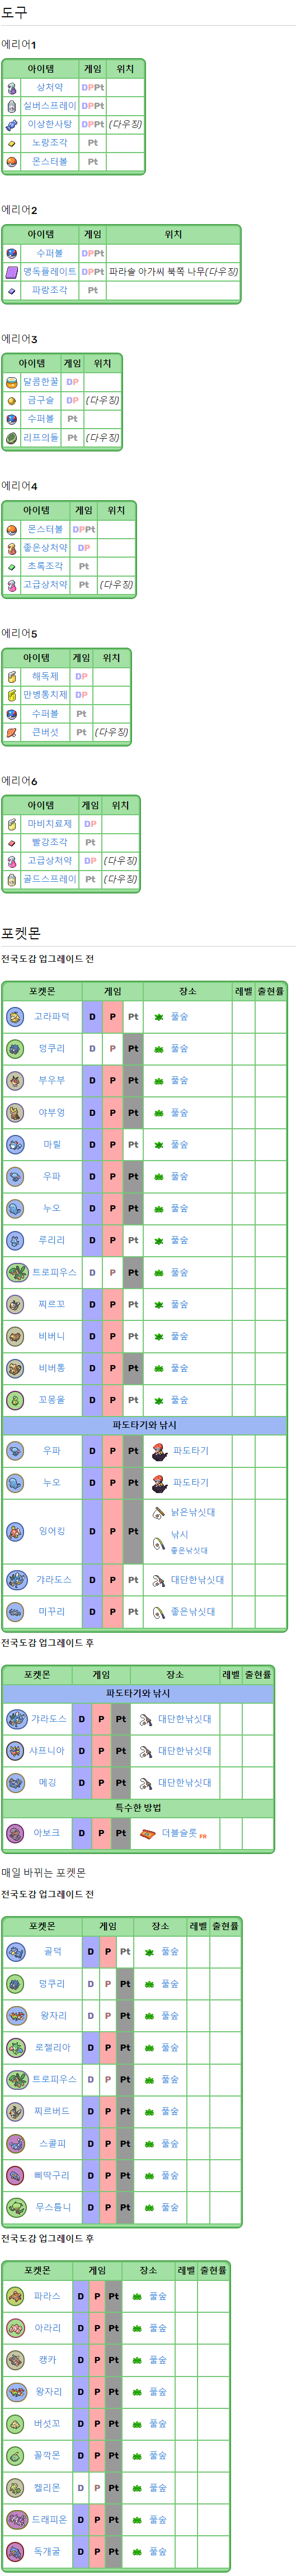 도구
에리어1
아이템 게임 위치
상처약 DPPt
실버스프레이 DPPt
이상한사탕 DPPt (다우징)
노랑조각 Pt
몬스터볼 Pt
에리어2
아이템 게임 위치
수퍼볼 DPPt
맹독플레이트 DPPt 파라솔 아가씨 북쪽 나무(다우징)
파랑조각 Pt
에리어3
아이템 게임 위치
달콤한꿀 DP
금구슬 DP (다우징)
수퍼볼 Pt
리프의돌 Pt (다우징)
에리어4
아이템 게임 위치
몬스터볼 DPPt
좋은상처약 DP
초록조각 Pt
고급상처약 Pt (다우징)
에리어5
아이템 게임 위치
해독제 DP
만병통치제 DP
수퍼볼 Pt
큰버섯 Pt (다우징)
에리어6
아이템 게임 위치
마비치료제 DP
빨강조각 Pt
고급상처약 DP (다우징)
골드스프레이 Pt (다우징)
포켓몬
전국도감 업그레이드 전
포켓몬 게임 장소 레벨 출현률
고라파덕 D P Pt 풀숲
덩쿠리 D P Pt 풀숲
부우부 D P Pt 풀숲
야부엉 D P Pt 풀숲
마릴 D P Pt 풀숲
우파 D P Pt 풀숲
누오 D P Pt 풀숲
루리리 D P Pt 풀숲
트로피우스 D P Pt 풀숲
찌르꼬 D P Pt 풀숲
비버니 D P Pt 풀숲
비버통 D P Pt 풀숲
꼬몽울 D P Pt 풀숲
파도타기와 낚시
우파 D P Pt 파도타기
누오 D P Pt 파도타기
잉어킹 D P Pt 낡은낚싯대
낚시
좋은낚싯대
갸라도스 D P Pt 대단한낚싯대
미꾸리 D P Pt 좋은낚싯대
전국도감 업그레이드 후
포켓몬 게임 장소 레벨 출현률
파도타기와 낚시
갸라도스 D P Pt 대단한낚싯대
샤프니아 D P Pt 대단한낚싯대
메깅 D P Pt 대단한낚싯대
특수한 방법
아보크 D P Pt 더블슬롯 FR
매일 바뀌는 포켓몬
전국도감 업그레이드 전
포켓몬 게임 장소 레벨 출현률
골덕 D P Pt 풀숲
덩쿠리 D P Pt 풀숲
왕자리 D P Pt 풀숲
로젤리아 D P Pt 풀숲
트로피우스 D P Pt 풀숲
찌르버드 D P Pt 풀숲
스콜피 D P Pt 풀숲
삐딱구리 D P Pt 풀숲
무스틈니 D P Pt 풀숲
전국도감 업그레이드 후
포켓몬 게임 장소 레벨 출현률
파라스 D P Pt 풀숲
아라리 D P Pt 풀숲
캥카 D P Pt 풀숲
왕자리 D P Pt 풀숲
버섯꼬 D P Pt 풀숲
꼴깍몬 D P Pt 풀숲
켈리몬 D P Pt 풀숲
드래피온 D P Pt 풀숲
독개굴 D P Pt 풀숲